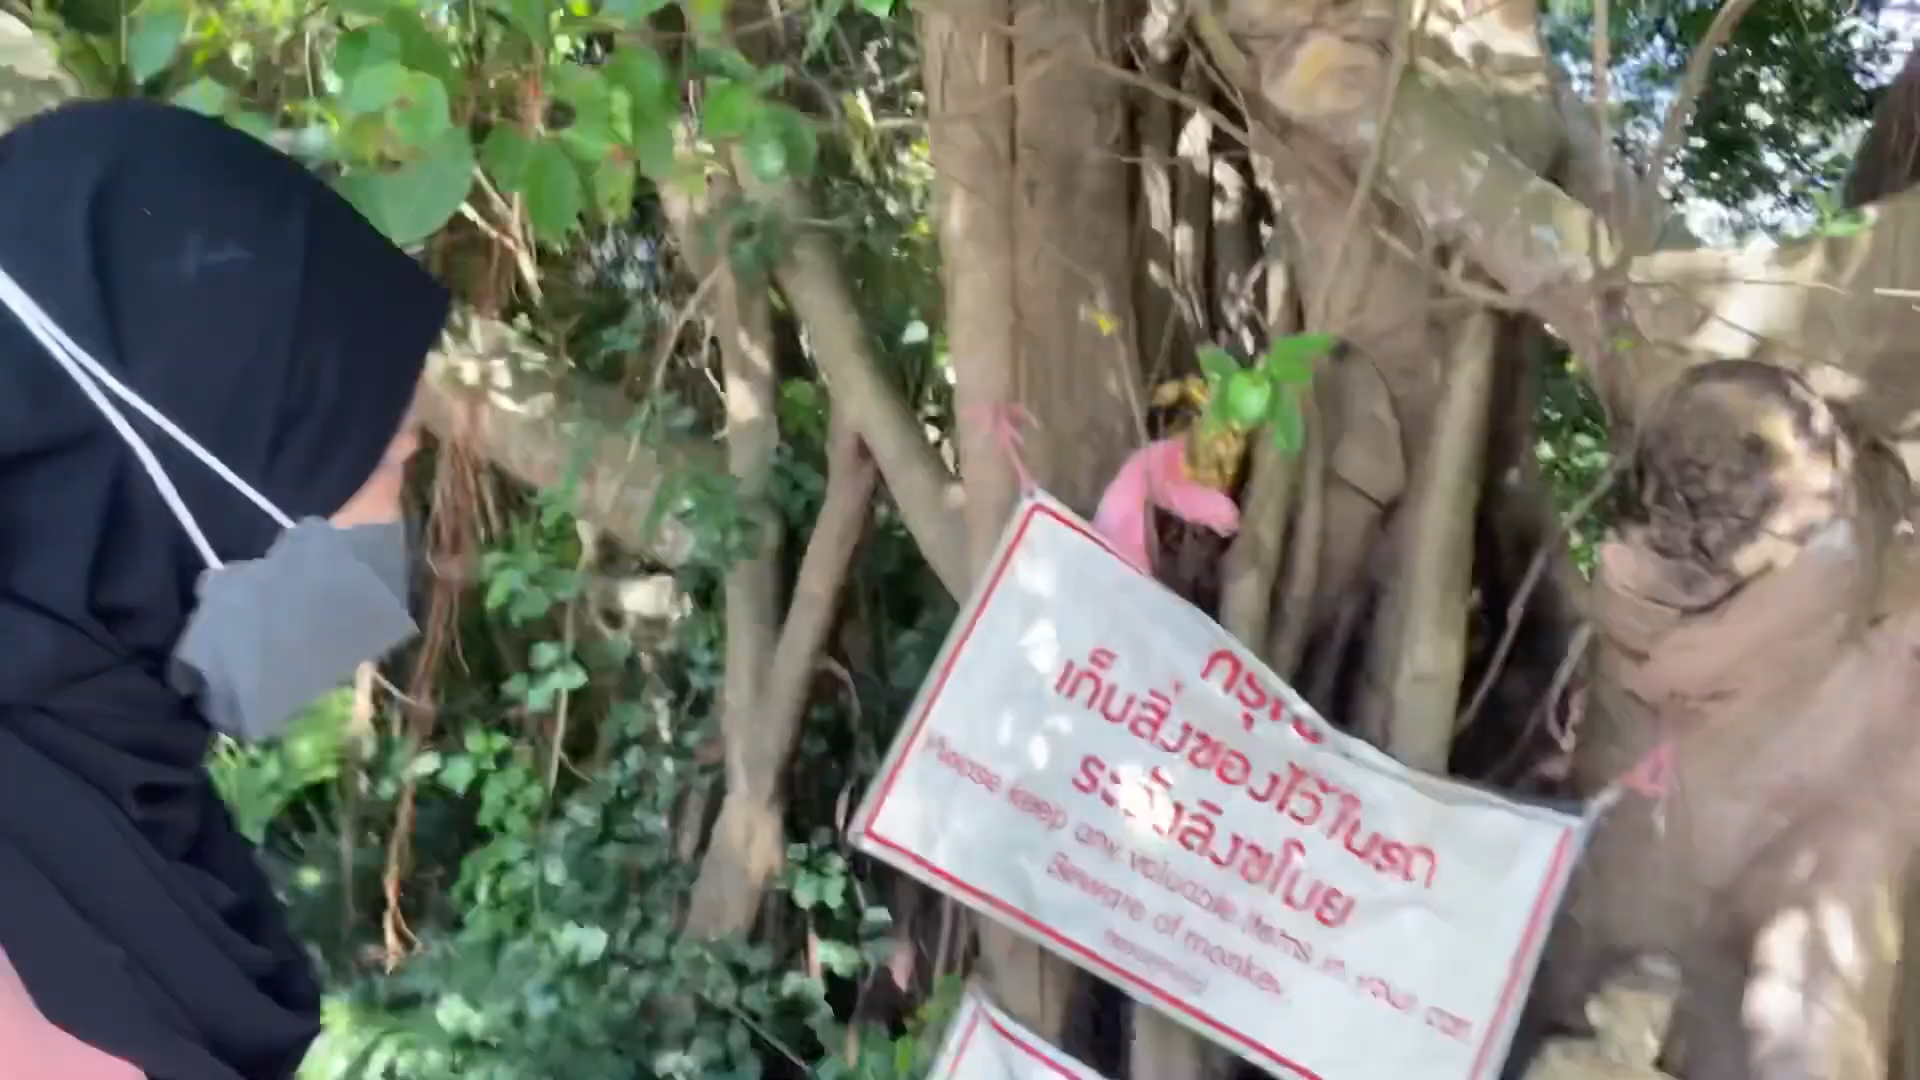 เก็บสิ่งของไว้ในรถ
ระวังลิงขโมย
Please keep any valuable items in your car.
Beware of monkey.